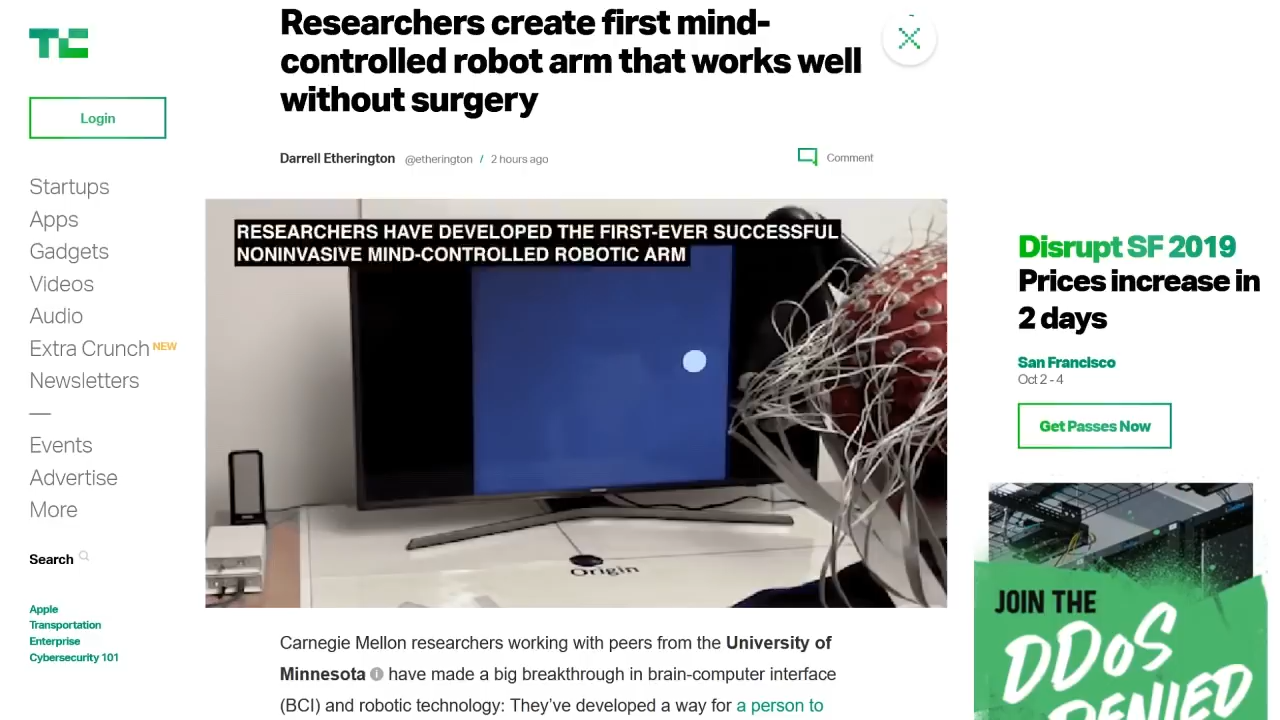 TC
Login
Startups
Apps
Gadgets
Videos
Audio
Extra Crunch NEW
Newsletters
—
Events
Advertise
More
Search
Apple
Transportation
Enterprise
Cybersecurity 101
Researchers create first mind-
controlled robot arm that works well
without surgery
Darrell Etherington @etherington / 2 hours ago
Comment
RESEARCHERS HAVE DEVELOPED THE FIRST-EVER SUCCESSFUL
NONINVASIVE MIND-CONTROLLED ROBOTIC ARM
Origin
Carnegie Mellon researchers working with peers from the University of
Minnesota have made a big breakthrough in brain-computer interface
(BCI) and robotic technology: They’ve developed a way for a person to
Disrupt SF 2019
Prices increase in
2 days
San Francisco
Oct 2 - 4
Get Passes Now
JOIN THE
DDoS
DENIED